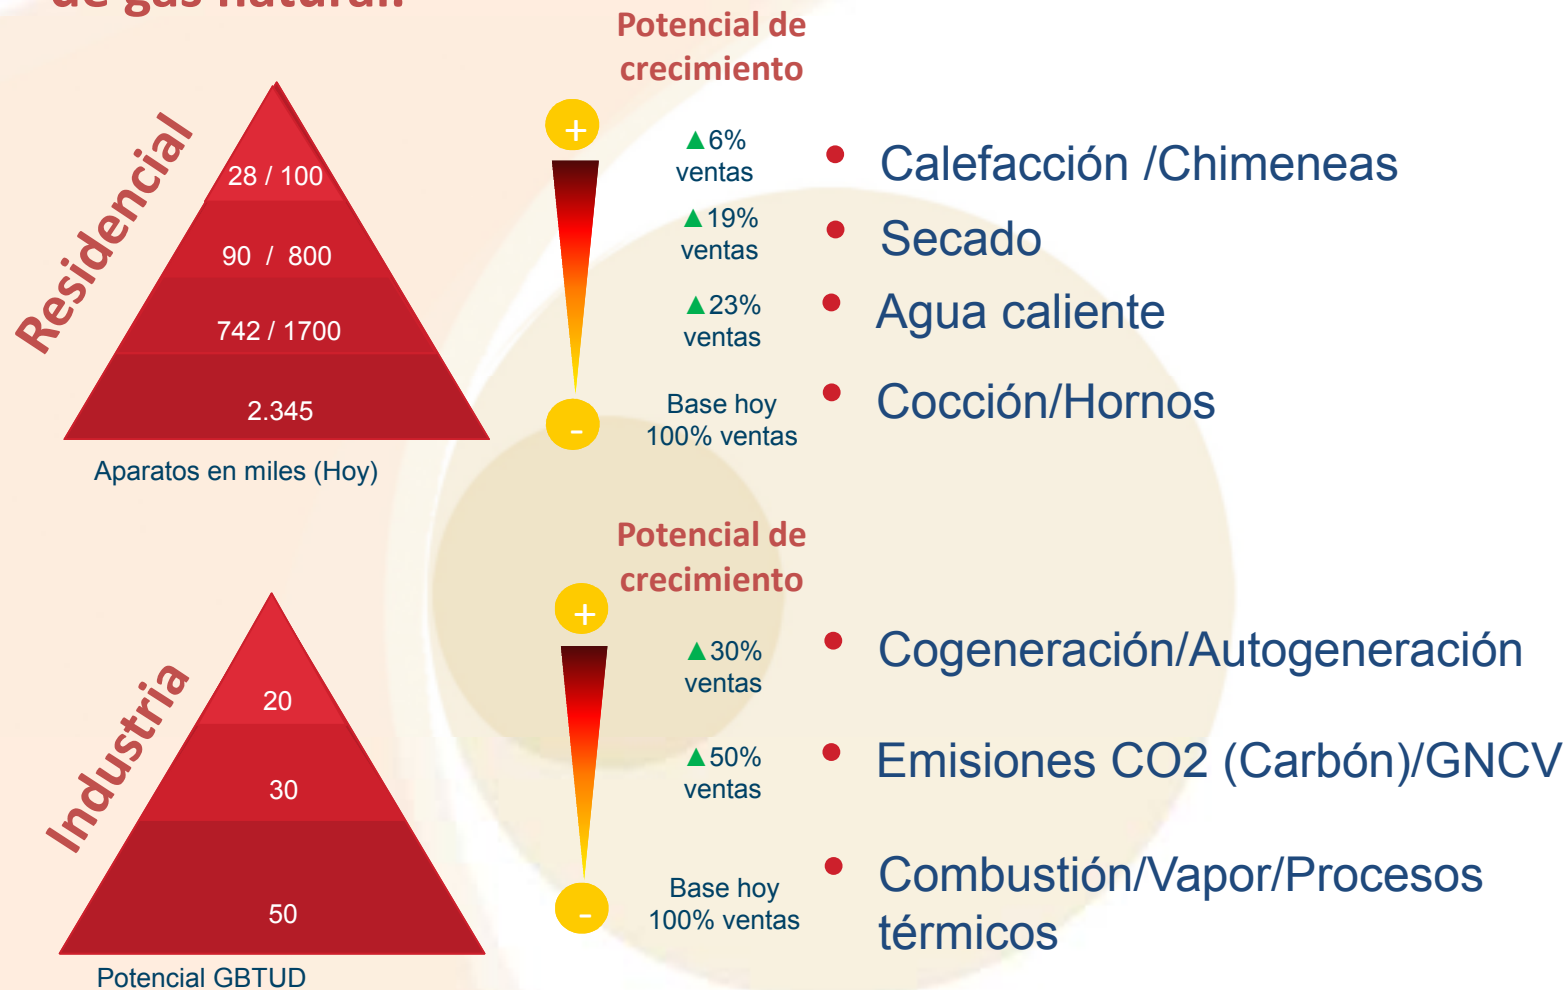 de gas natural.
Potencial de
crecimiento
Residencial
28 / 100
90 / 800
742 / 1700
2.345
Aparatos en miles (Hoy)
+
-
▲6%
ventas
▲19%
ventas
▲23%
ventas
Base hoy
100% ventas
• Calefacción /Chimeneas
• Secado
• Agua caliente
• Cocción/Hornos
Potencial de
crecimiento
Industria
20
30
50
Potencial GBTUD
+
-
▲30%
ventas
▲50%
ventas
Base hoy
100% ventas
• Cogeneración/Autogeneración
• Emisiones CO2 (Carbón)/GNCV
• Combustión/Vapor/Procesos
térmicos